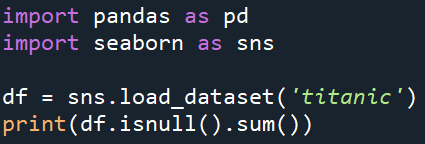 import pandas as pd
import seaborn as sns
df = sns.load_dataset('titanic')
print(df.isnull().sum())